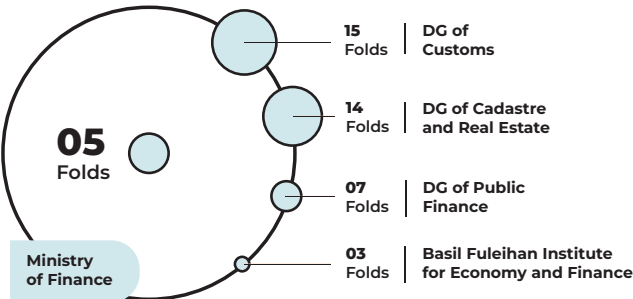 05
Folds
Ministry
of Finance
15
Folds
DG of
Customs
14
Folds
DG of Cadastre
and Real Estate
07
Folds
DG of Public
Finance
03
Folds
Basil Fuleihan Institute
for Economy and Finance